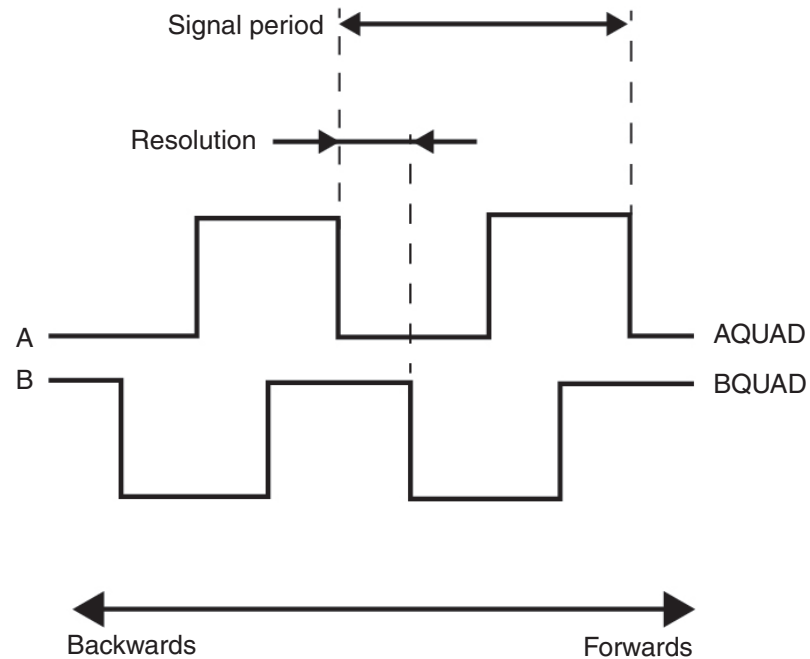 Signal period
Resolution
A
AQUAD
B
BQUAD
Backwards
Forwards